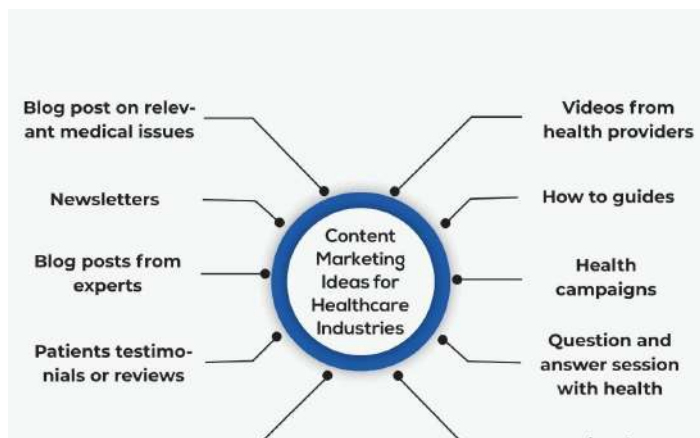 Blog post on relev-
ant medical issues
Newsletters
Blog posts from
experts
Patients testimo-
nials or reviews
Content
Marketing
Ideas for
Healthcare
Industries
Videos from
health providers
How to guides
Health
campaigns
Question and
answer session
with health